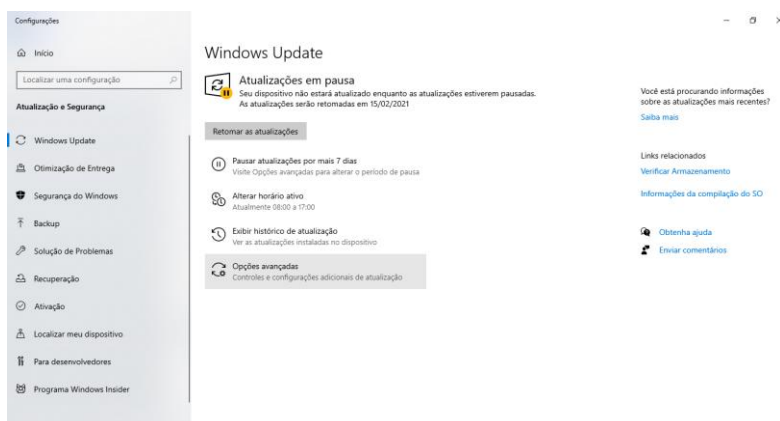 Configurações
Início
Localizar uma configuração
Atualização e Segurança
Windows Update
Otimização de Entrega
Segurança do Windows
Backup
Solução de Problemas
Recuperação
Ativação
Localizar meu dispositivo
Para desenvolvedores
Programa Windows Insider
Windows Update
Atualizações em pausa
Seu dispositivo não estará atualizado enquanto as atualizações estiverem pausadas.
As atualizações serão retomadas em 15/02/2021
Retomar as atualizações
Pausar atualizações por mais 7 dias
Visite Opções avançadas para alterar o período de pausa
Alterar horário ativo
Atualmente 08:00 a 17:00
Exibir histórico de atualização
Ver as atualizações instaladas no dispositivo
Opções avançadas
Controles e configurações adicionais de atualização
Você está procurando informações
sobre as atualizações mais recentes?
Saiba mais
Links relacionados
Verificar Armazenamento
Informações da compilação do SO
Obtenha ajuda
Enviar comentários